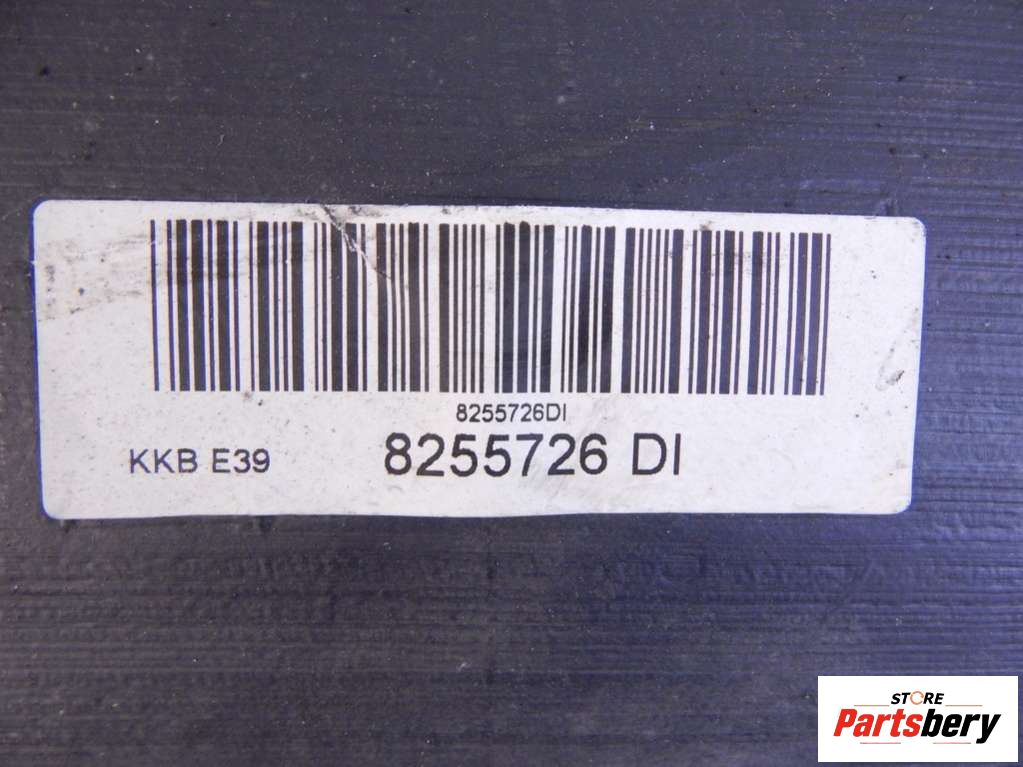 8255726DI
KKB E39 8255726 DI
STORE
Partsbery